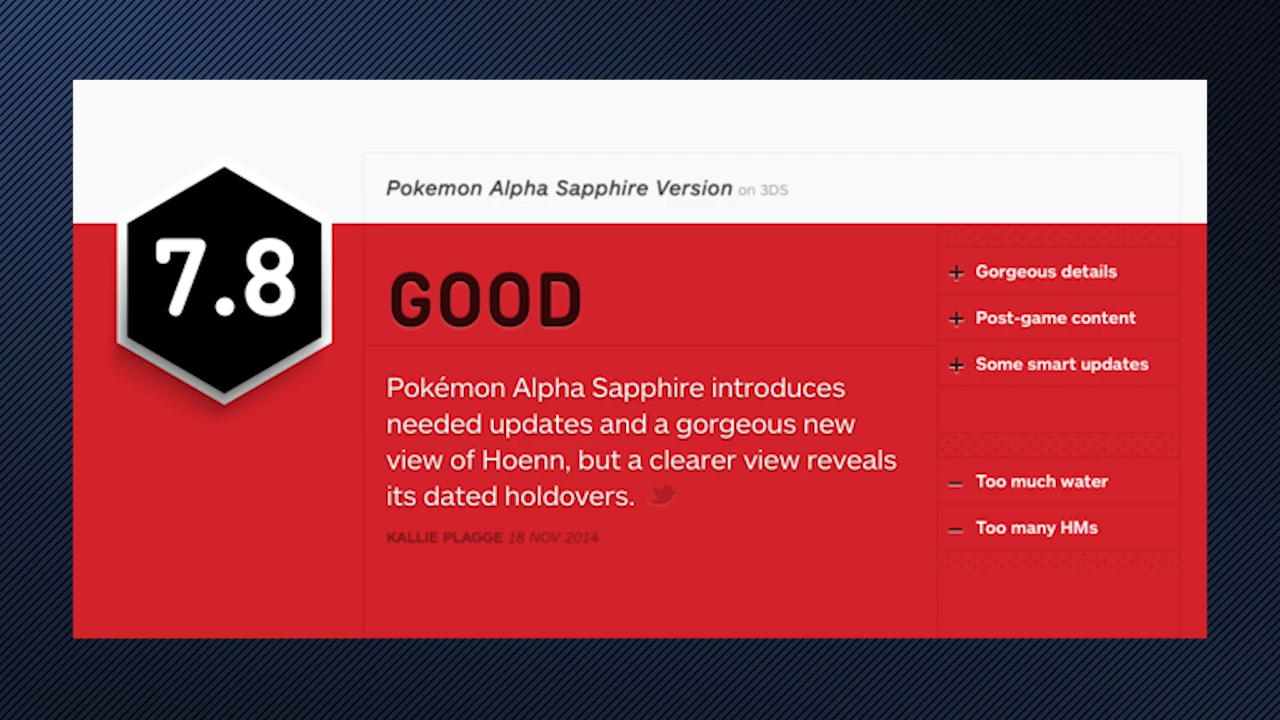 Pokemon Alpha Sapphire Version on 3DS
7.8
GOOD
Pokémon Alpha Sapphire introduces
needed updates and a gorgeous new
view of Hoenn, but a clearer view reveals
its dated holdovers.
KALLIE PLAGGE 18 NOV 2014
+ Gorgeous details
+ Post-game content
+ Some smart updates
– Too much water
– Too many HMs